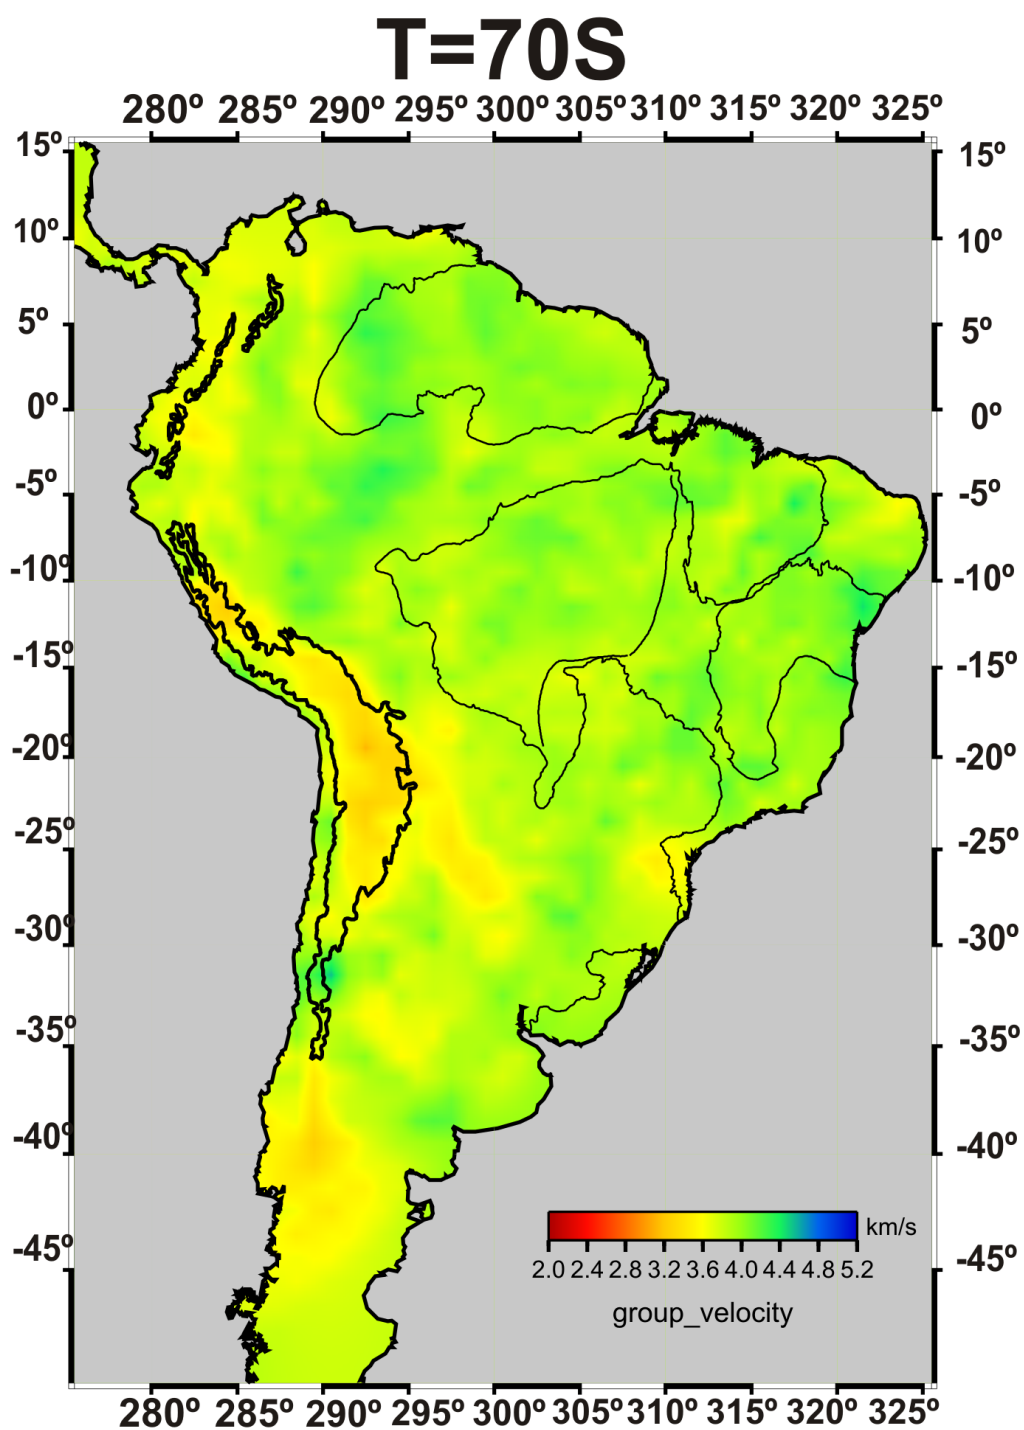 T=70S
280º 285º 290º 295º 300º 305º 310º 315º 320º 325º
15º 15º
10º 10º
5º 5º
0º 0º
-5º -5º
-10º -10º
-15º -15º
-20º -20º
-25º -25º
-30º -30º
-35º -35º
-40º -40º
km/s
-45º -45º
2.0 2.4 2.8 3.2 3.6 4.0 4.4 4.8 5.2
group_velocity
280º 285º 290º 295º 300º 305º 310º 315º 320º 325º